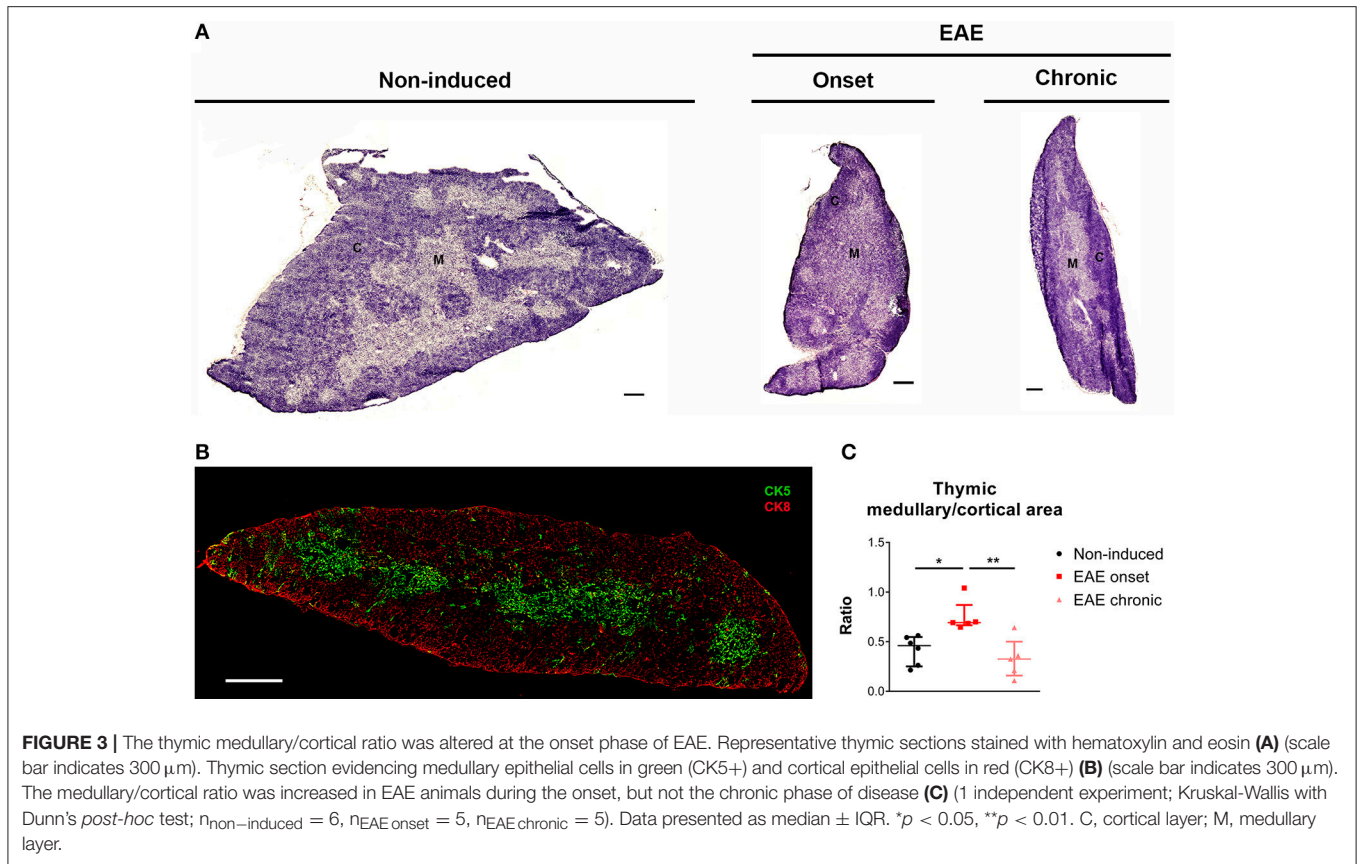 A
EAE
Non-induced
Onset
Chronic
C
M
C
M
M
C
B
CK5
CK8
C
Thymic
medullary/cortical area
1.5
1.0
0.5
0.0
Ratio
*
**
Non-induced
EAE onset
EAE chronic
FIGURE 3 | The thymic medullary/cortical ratio was altered at the onset phase of EAE. Representative thymic sections stained with hematoxylin and eosin (A) (scale
bar indicates 300 μm). Thymic section evidencing medullary epithelial cells in green (CK5+) and cortical epithelial cells in red (CK8+) (B) (scale bar indicates 300 μm).
The medullary/cortical ratio was increased in EAE animals during the onset, but not the chronic phase of disease (C) (1 independent experiment; Kruskal-Wallis with
Dunn's post-hoc test; nnon−induced = 6, nEAE onset = 5, nEAE chronic = 5). Data presented as median ± IQR. *p < 0.05, **p < 0.01. C, cortical layer; M, medullary
layer.